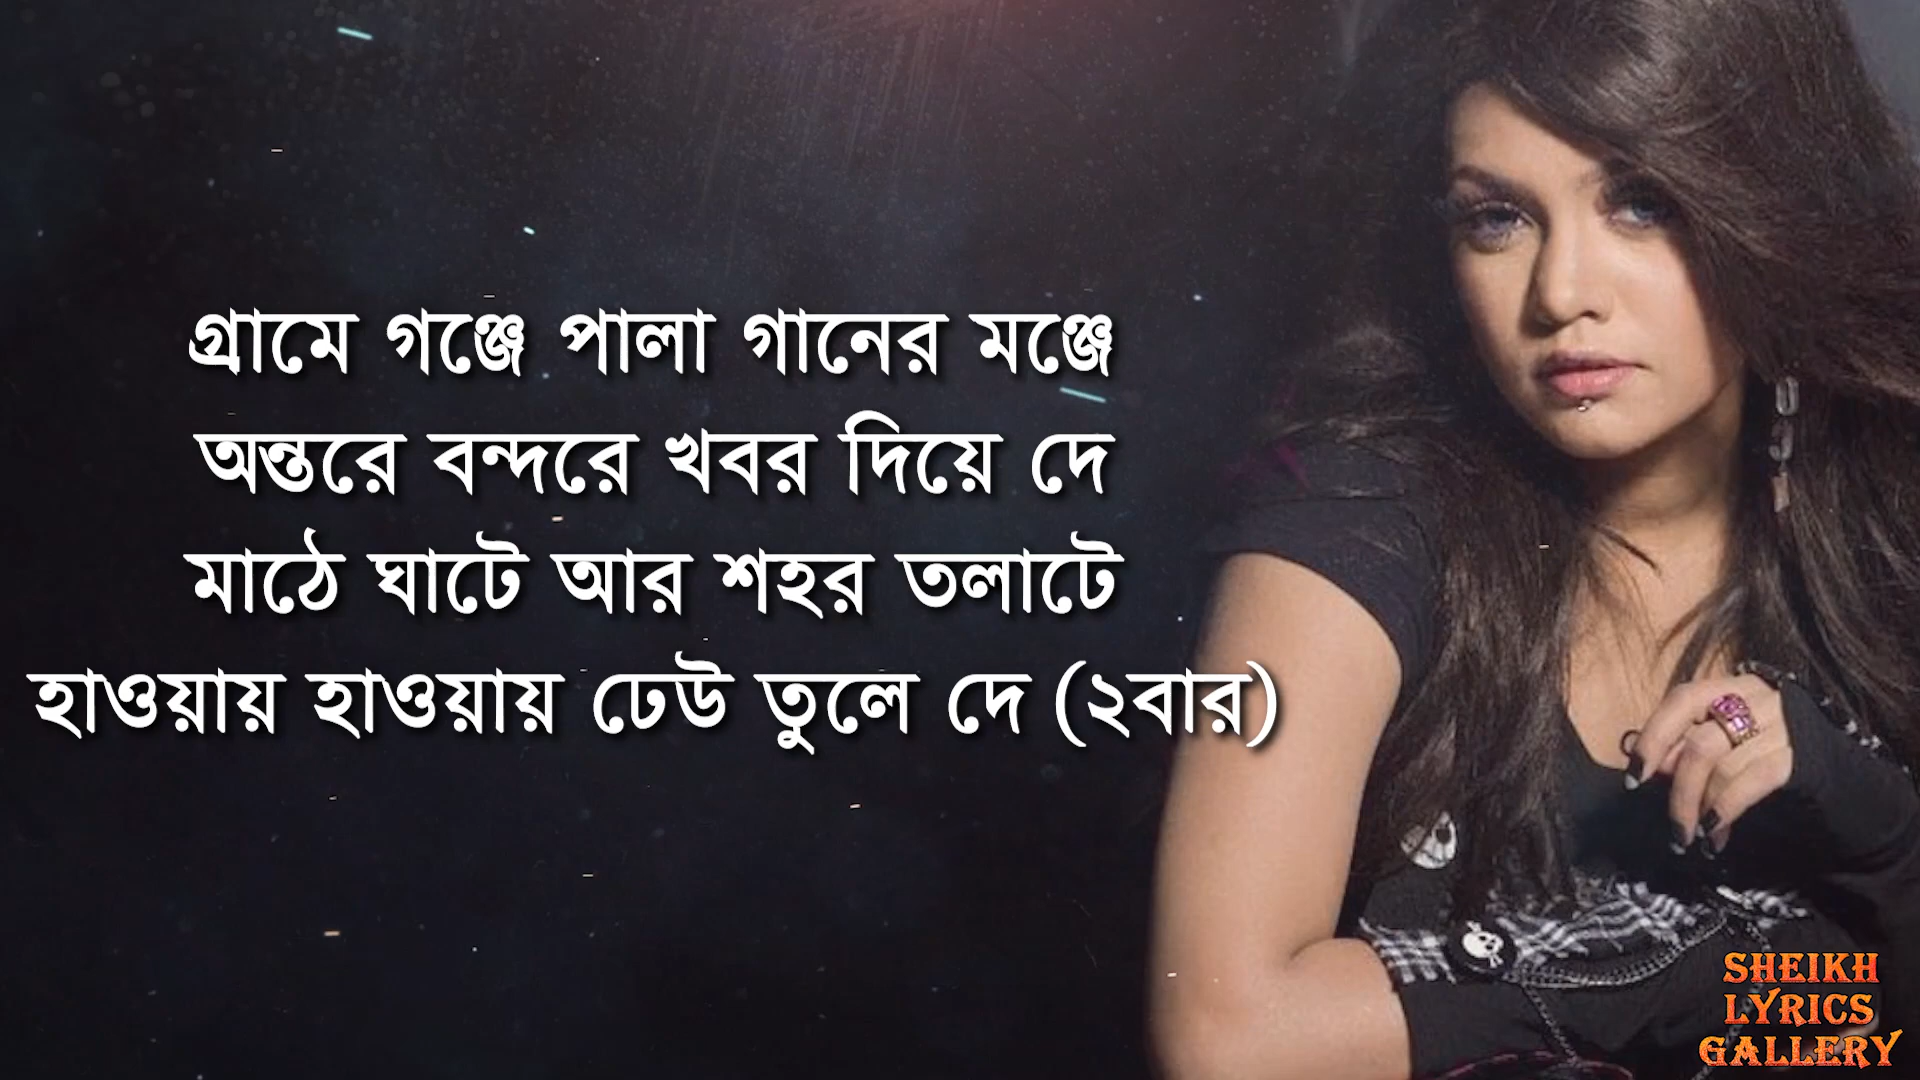 গ্রামে গঞ্জে পালা গানের মঞ্জে
অন্তরে বন্দরে খবর দিয়ে দে
মাঠে ঘাটে আর শহর তলাটে
হাওয়ায় হাওয়ায় ঢেউ তুলে দে (২বার)
SHEIKH
LYRICS
GALLERY